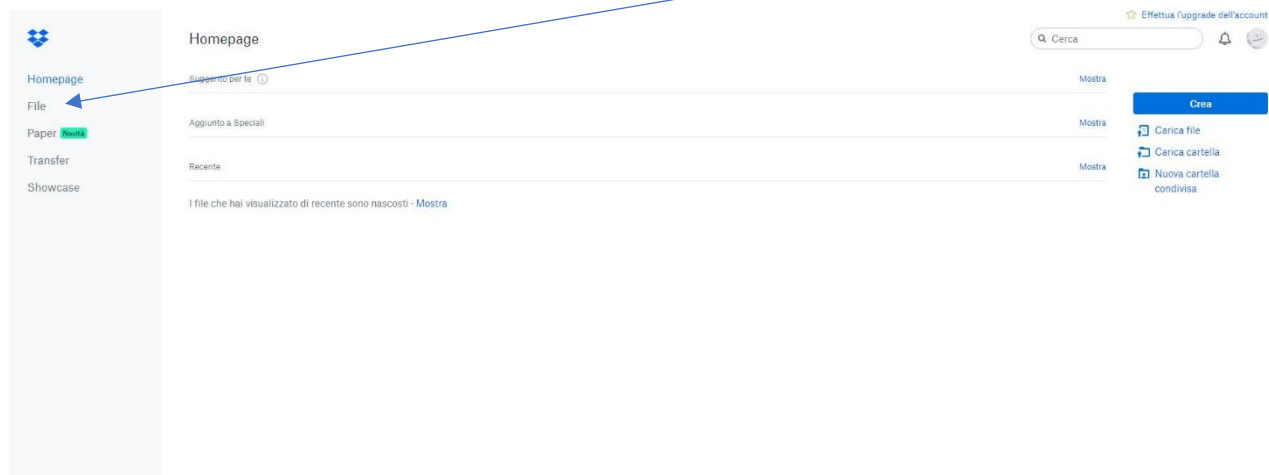 Effettua l'upgrade dell'account
Homepage
Cerca
Homepage
File
Paper Novità
Transfer
Showcase
Suggerito per te
Mostra
Aggiunto a Speciali
Mostra
Recente
Mostra
I file che hai visualizzato di recente sono nascosti - Mostra
Crea
Carica file
Carica cartella
Nuova cartella
condivisa